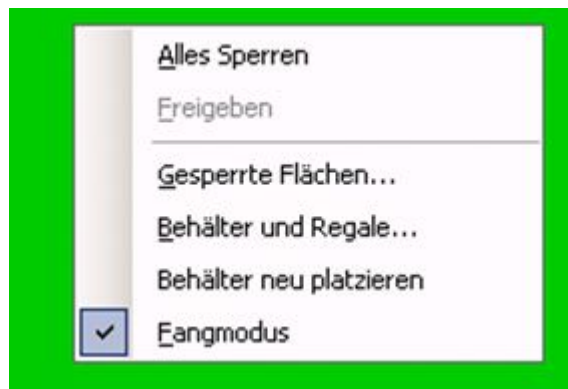 Alles Sperren
Freigeben
Gesperrte Flächen...
Behälter und Regale...
Behälter neu platzieren
Fangmodus